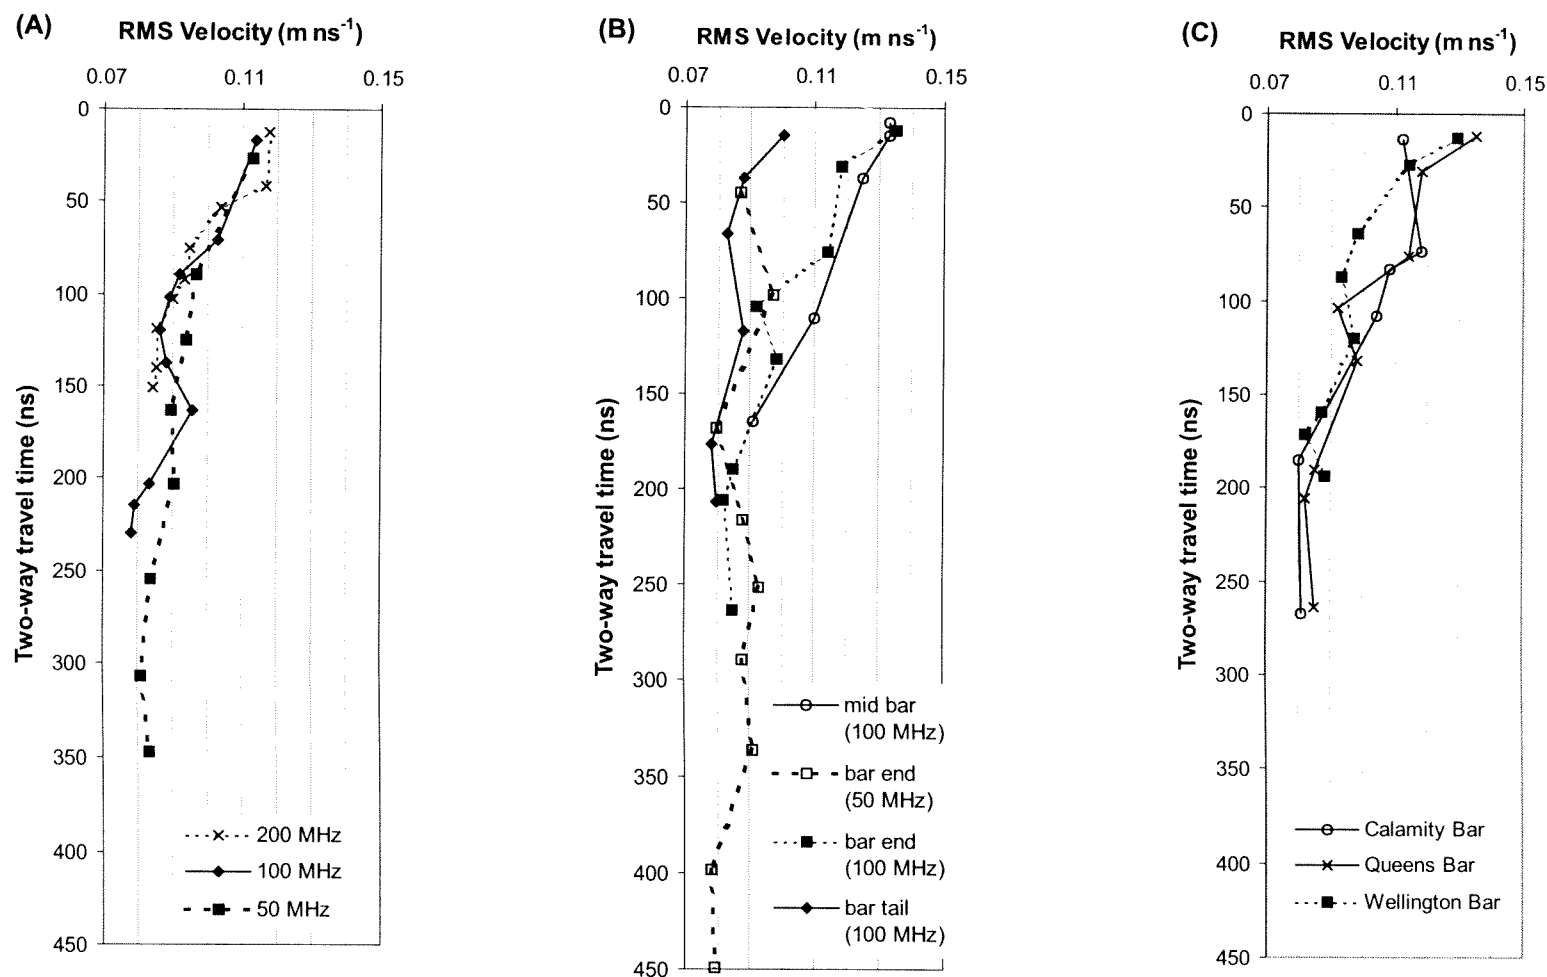 (A)
RMS Velocity (m ns⁻¹)
0.07 0.11 0.15
0
50
100
150
200
250
300
350
400
450
Two-way travel time (ns)
200 MHz
100 MHz
50 MHz
(B)
RMS Velocity (m ns⁻¹)
0.07 0.11 0.15
0
50
100
150
200
250
300
350
400
450
Two-way travel time (ns)
mid bar
(100 MHz)
bar end
(50 MHz)
bar end
(100 MHz)
bar tail
(100 MHz)
(C)
RMS Velocity (m ns⁻¹)
0.07 0.11 0.15
0
50
100
150
200
250
300
350
400
450
Two-way travel time (ns)
Calamity Bar
Queens Bar
Wellington Bar